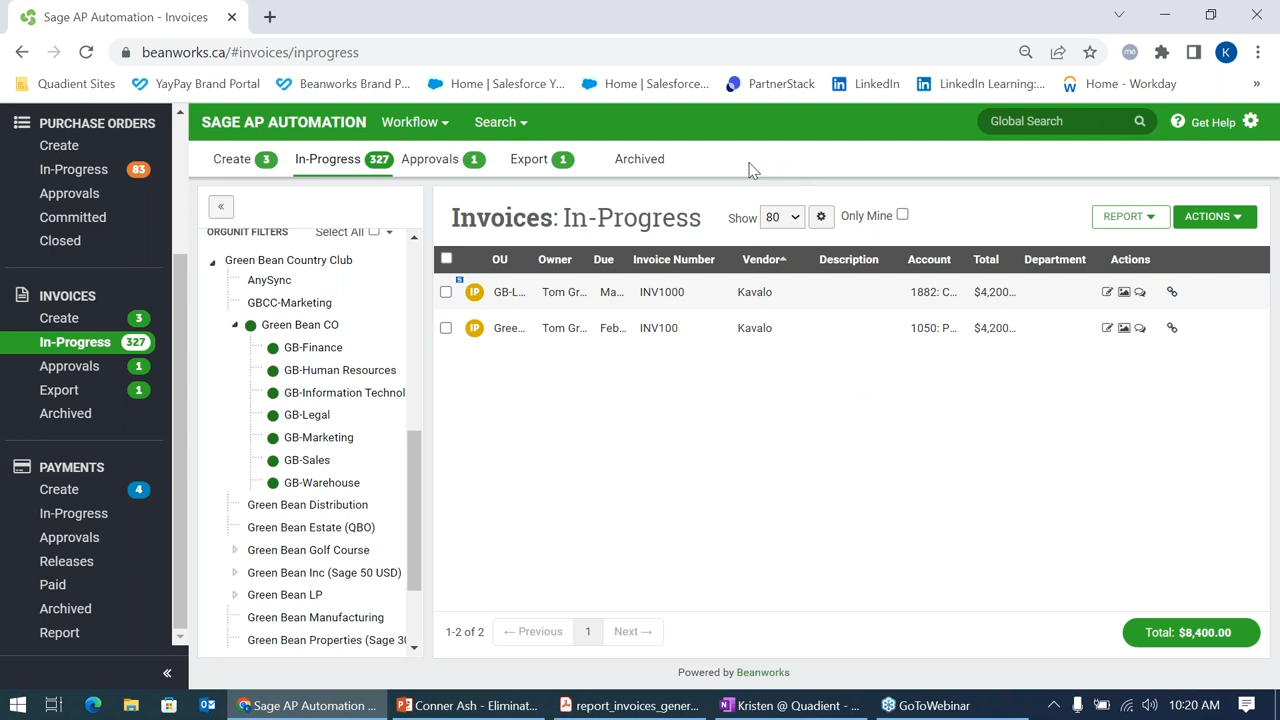 Sage AP Automation - Invoices
beanworks.ca/#invoices/inprogress
mo
K
Quadient Sites
YayPay Brand Portal
Beanworks Brand P...
Home | Salesforce Y...
Home | Salesforce...
PartnerStack
LinkedIn
LinkedIn Learning:...
Home - Workday
»
PURCHASE ORDERS
Create
In-Progress 83
Approvals
Committed
Closed
INVOICES
Create 3
In-Progress 327
Approvals 1
Export 1
Archived
PAYMENTS
Create 4
In-Progress
Approvals
Releases
Paid
Archived
Report
«
SAGE AP AUTOMATION Workflow Search Global Search Get Help
Create 3 In-Progress 327 Approvals 1 Export 1 Archived
«
ORGUNIT FILTERS Select All
Green Bean Country Club
AnySync
GBCC-Marketing
Green Bean CO
GB-Finance
GB-Human Resources
GB-Information Technol
GB-Legal
GB-Marketing
GB-Sales
GB-Warehouse
Green Bean Distribution
Green Bean Estate (QBO)
Green Bean Golf Course
Green Bean Inc (Sage 50 USD)
Green Bean LP
Green Bean Manufacturing
Green Bean Properties (Sage 30
Invoices: In-Progress Show 80 Only Mine REPORT ACTIONS
OU Owner Due Invoice Number Vendor Description Account Total Department Actions
S
IP GB-L... Tom Gr... Ma... INV1000 Kavalo 1882: C... $4,200...
IP Gree... Tom Gr... Feb... INV100 Kavalo 1050: P... $4,200...
1-2 of 2 ← Previous 1 Next → Total: $8,400.00
Powered by Beanworks
Sage AP Automation ...
Conner Ash - Eliminat...
report_invoices_gener...
Kristen @ Quadient - ...
GoToWebinar
10:20 AM